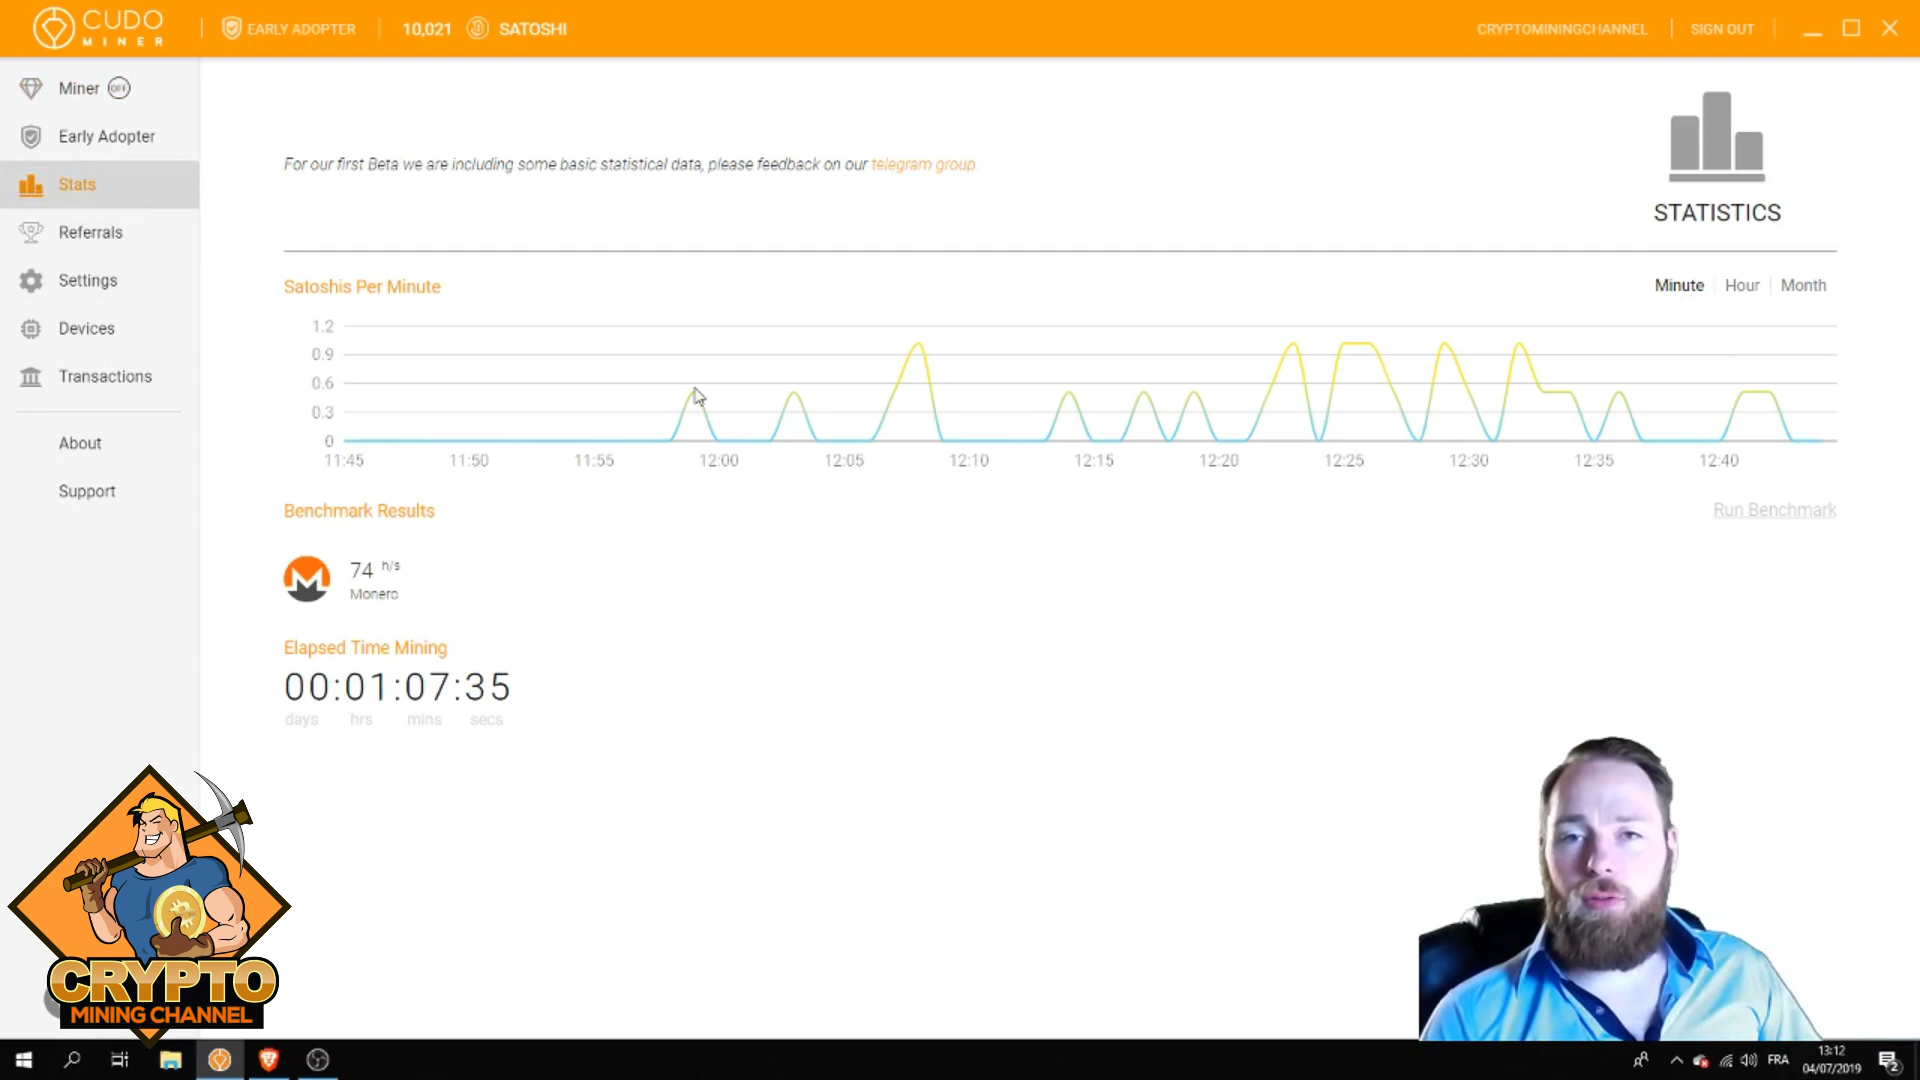 CUDO
MINER
EARLY ADOPTER
10,021
SATOSHI
CRYPTOMININGCHANNEL
SIGN OUT
Miner OFF
Early Adopter
Stats
Referrals
Settings
Devices
Transactions
About
Support
For our first Beta we are including some basic statistical data, please feedback on our telegram group.
STATISTICS
Satoshis Per Minute
Minute
Hour
Month
1.2
0.9
0.6
0.3
0
11:45
11:50
11:55
12:00
12:05
12:10
12:15
12:20
12:25
12:30
12:35
12:40
Benchmark Results
Run Benchmark
74 h/s
Monero
Elapsed Time Mining
00:01:07:35
days
hrs
mins
secs
CRYPTO
MINING CHANNEL
FRA
13:12
04/07/2019
2